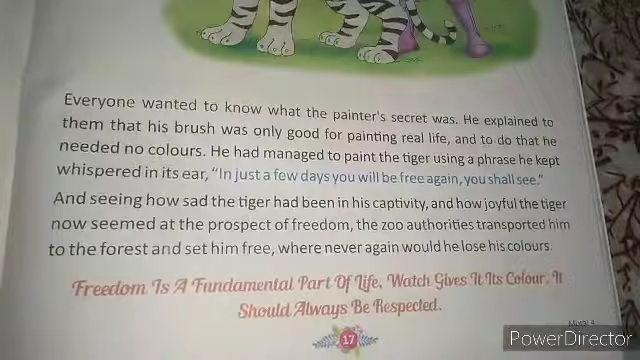 Everyone wanted to know what the painter's secret was. He explained to
them that his brush was only good for painting real life, and to do that he
needed no colours. He had managed to paint the tiger using a phrase he kept
whispered in its ear, "In just a few days you will be free again, you shall see."
And seeing how sad the tiger had been in his captivity, and how joyful the tiger
now seemed at the prospect of freedom, the zoo authorities transported him
to the forest and set him free, where never again would he lose his colours.
Freedom Is A Fundamental Part Of Life, Watch Gives It Its Colour, It
Should Always Be Respected.
17
PowerDirector